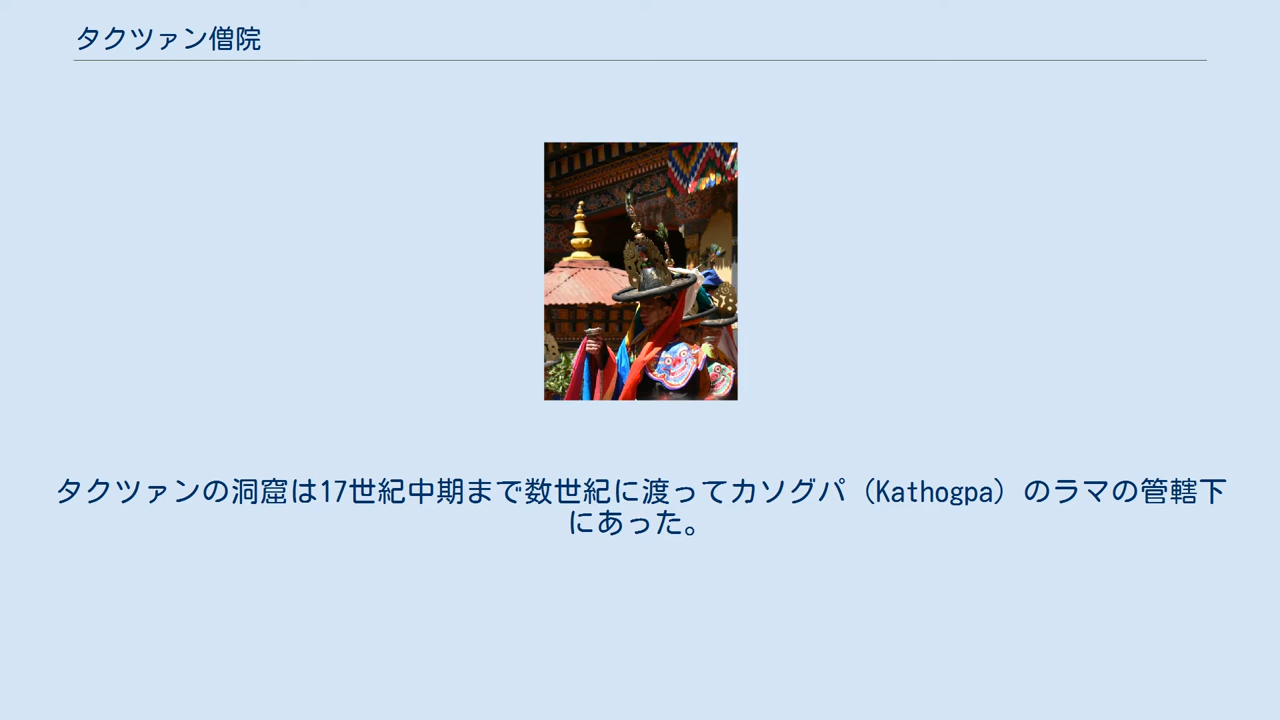 タクツァン僧院
タクツァンの洞窟は17世紀中期まで数世紀に渡ってカソグパ（Kathogpa）のラマの管轄下
にあった。